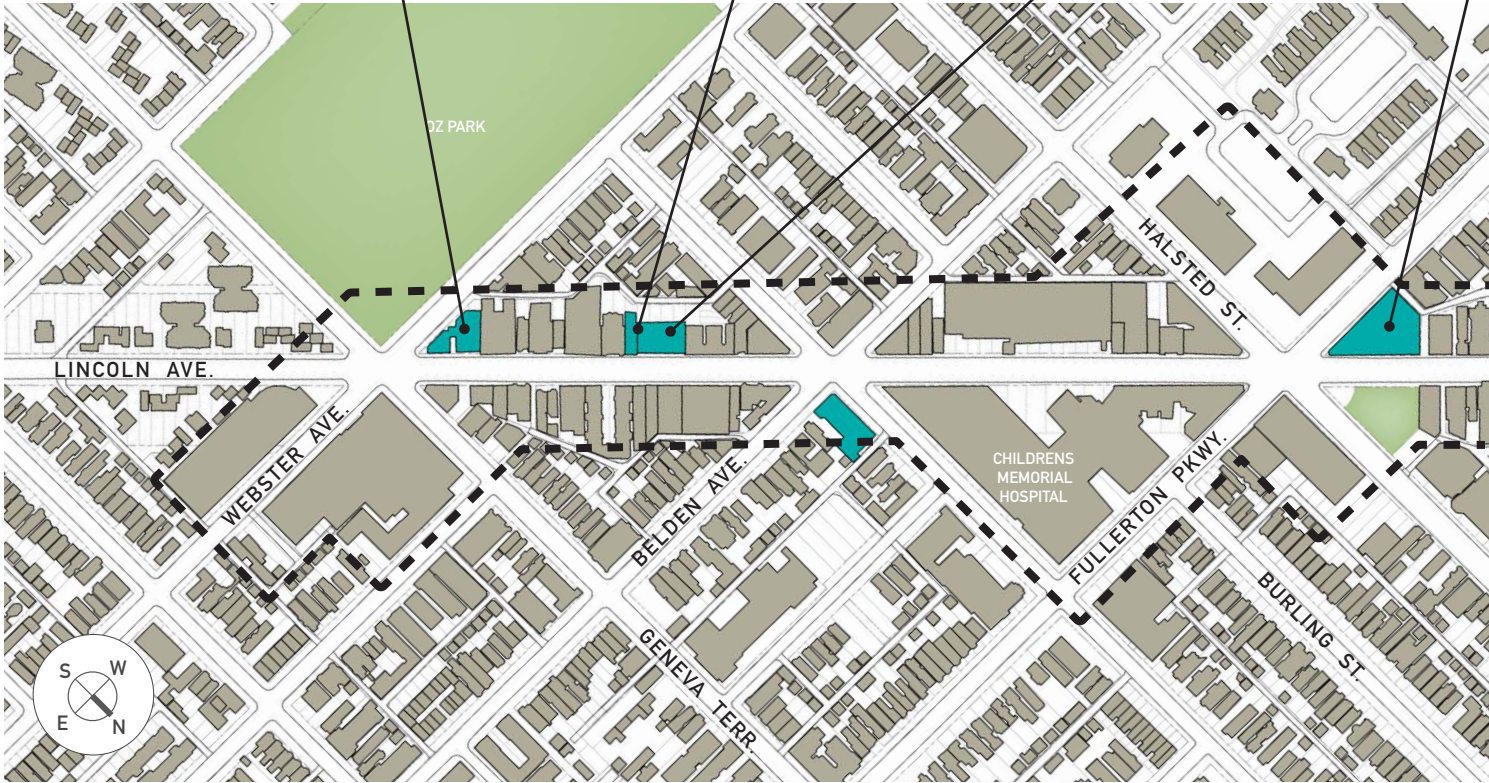 OZ PARK
HALSTED ST.
LINCOLN AVE.
WEBSTER AVE.
BELDEN AVE.
CHILDRENS
MEMORIAL
HOSPITAL
FULLERTON PKWY.
BURLING ST.
GENEVA TERR
S W
E N